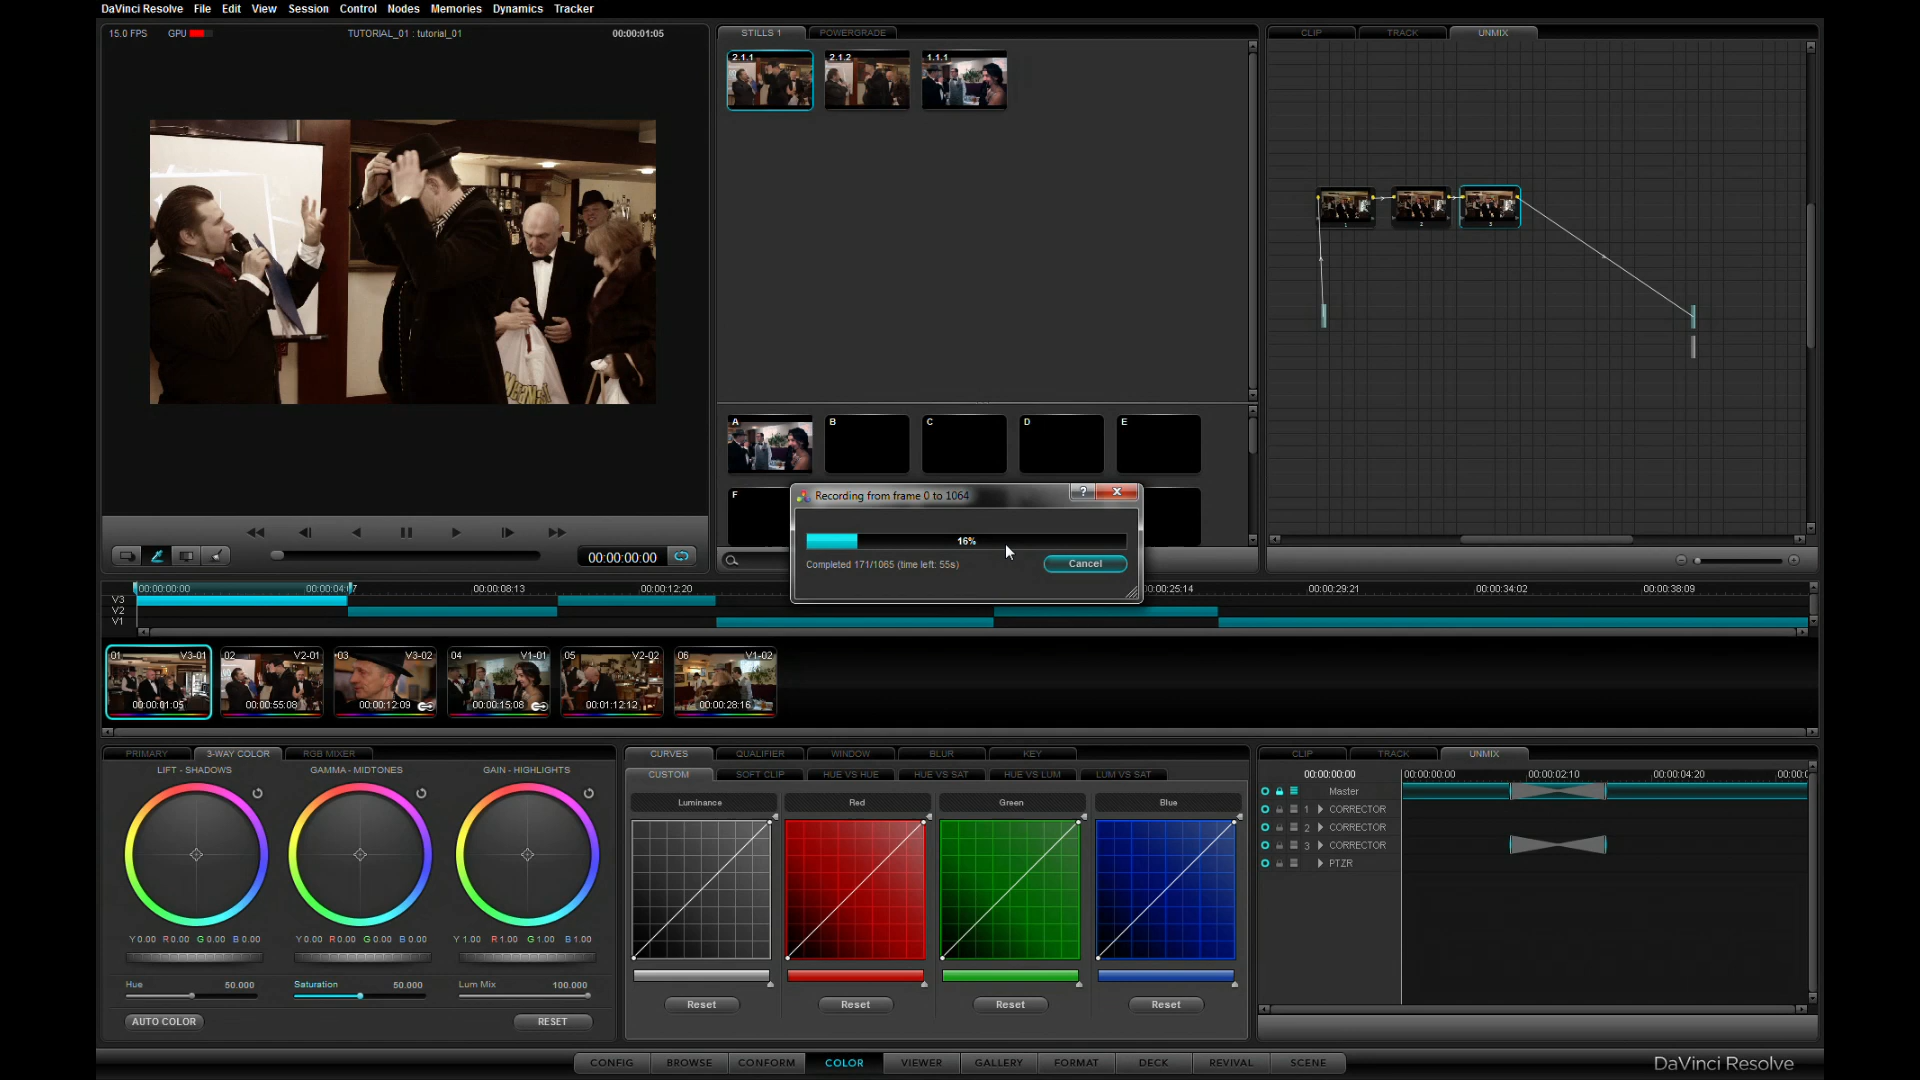 DaVinci Resolve File Edit View Session Control Nodes Memories Dynamics Tracker
15.0 FPS GPU TUTORIAL_01 : tutorial_01 00:00:01:05
STILLS 1 POWERGRADE
CLIP TRACK UNMIX
2.1.1 2.1.2 1.1.1
1 2 3
A B C D E
F
Recording from frame 0 to 1064 ?
16%
Completed 171/1065 (time left: 55s) Cancel
00:00:00:00
00:00:00:00 00:00:08:13 00:00:12:20 00:00:29:21 00:00:34:02 00:00:38:09
V3
V2
V1
01 V3-01 02 V2-01 03 V3-02 04 V1-01 05 V2-02 06 V1-02
00:00:01:05 00:00:55:08 00:00:12:09 00:00:15:08 00:01:12:12 00:00:28:16
PRIMARY 3-WAY COLOR RGB MIXER
LIFT - SHADOWS GAMMA - MIDTONES GAIN - HIGHLIGHTS
Y 0.00 R 0.00 G 0.00 B 0.00 Y 0.00 R 0.00 G 0.00 B 0.00 Y 1.00 R 1.00 G 1.00 B 1.00
Hue 50.000 Saturation 50.000 Lum Mix 100.000
AUTO COLOR RESET
CURVES QUALIFIER WINDOW BLUR KEY
CUSTOM SOFT CLIP HUE VS HUE HUE VS SAT HUE VS LUM LUM VS SAT
Luminance Red Green Blue
Reset Reset Reset Reset
CLIP TRACK UNMIX
00:00:00:00 00:00:00:00 00:00:02:10 00:00:04:20
Master
1 CORRECTOR
2 CORRECTOR
3 CORRECTOR
PTZR
CONFIG BROWSE CONFORM COLOR VIEWER GALLERY FORMAT DECK REVIVAL SCENE
DaVinci Resolve